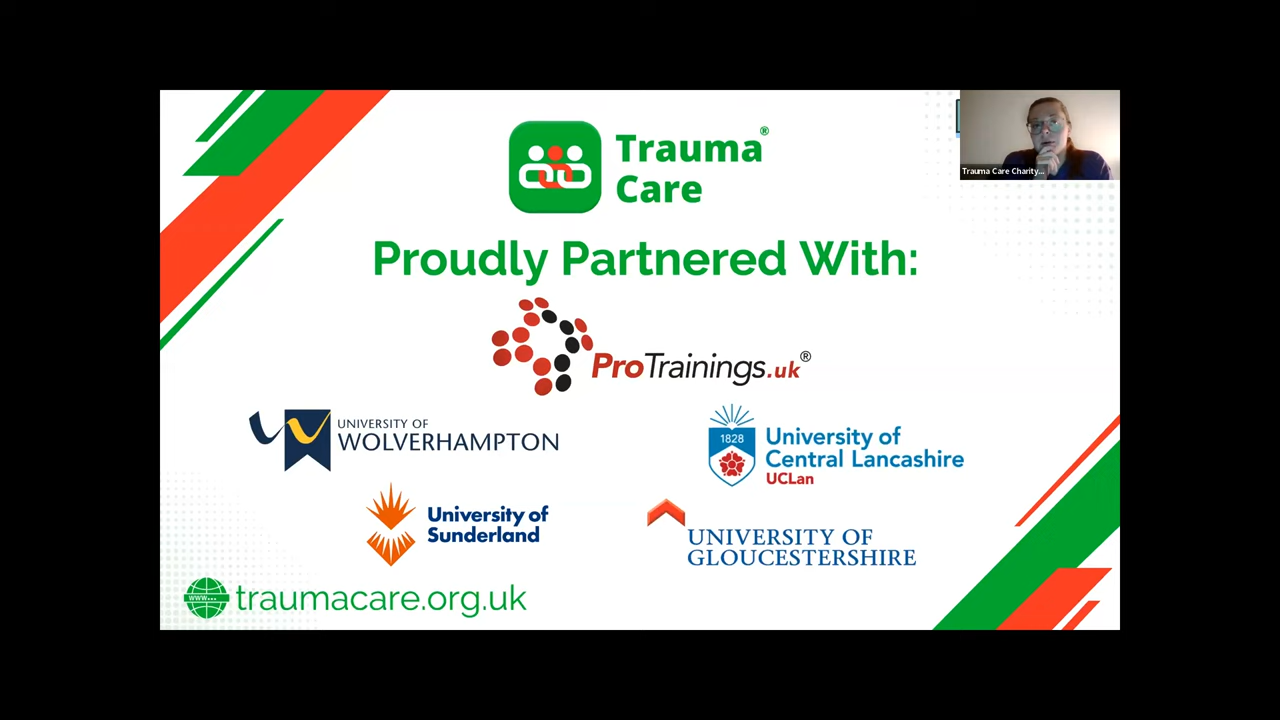 Trauma®
Care
Trauma Care Charity...
Proudly Partnered With:
ProTrainings.uk®
UNIVERSITY OF
WOLVERHAMPTON
1828
University of
Central Lancashire
UCLan
University of
Sunderland
UNIVERSITY OF
GLOUCESTERSHIRE
www...
traumacare.org.uk